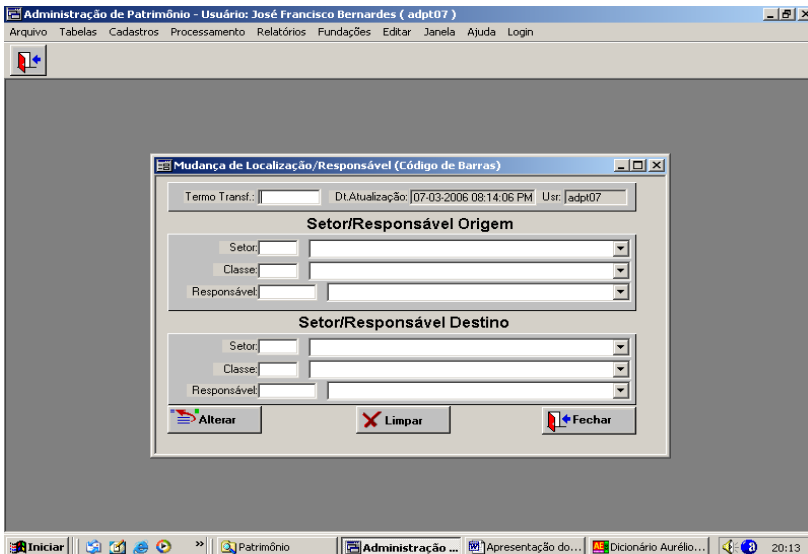 Administração de Patrimônio - Usuário: José Francisco Bernardes ( adpt07 )
Arquivo Tabelas Cadastros Processamento Relatórios Fundações Editar Janela Ajuda Login
Mudança de Localização/Responsável (Código de Barras)
Termo Transf.: Dt.Atualização: 07-03-2006 08:14:06 PM Usr: adpt07
Setor/Responsável Origem
Setor:
Classe:
Responsável:
Setor/Responsável Destino
Setor:
Classe:
Responsável:
Alterar Limpar Fechar
Iniciar » Patrimônio Administração ... Apresentação do... Dicionário Aurélio... 20:13